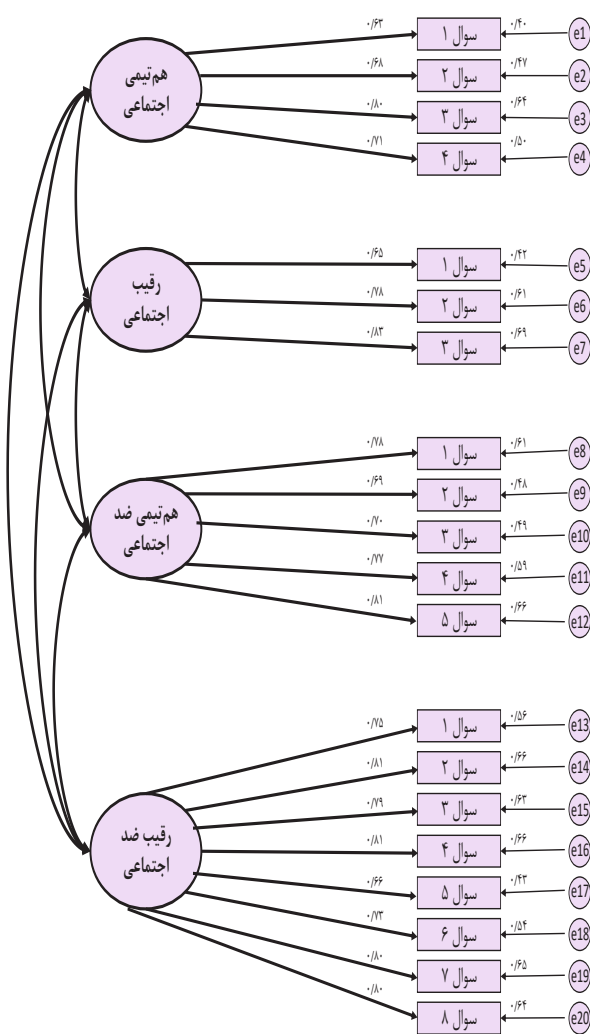 هم‌تیمی
اجتماعی
۰/۶۳
سوال ۱
۰/۴۰
e1
۰/۶۸
سوال ۲
۰/۴۷
e2
۰/۸۰
سوال ۳
۰/۶۴
e3
۰/۷۱
سوال ۴
۰/۵۰
e4
رقیب
اجتماعی
۰/۶۵
سوال ۱
۰/۴۲
e5
۰/۷۸
سوال ۲
۰/۶۱
e6
۰/۸۳
سوال ۳
۰/۶۹
e7
هم‌تیمی ضد
اجتماعی
۰/۷۸
سوال ۱
۰/۶۱
e8
۰/۶۹
سوال ۲
۰/۴۸
e9
۰/۷۰
سوال ۳
۰/۴۹
e10
۰/۷۷
سوال ۴
۰/۵۹
e11
۰/۸۱
سوال ۵
۰/۶۶
e12
رقیب ضد
اجتماعی
۰/۷۵
سوال ۱
۰/۵۶
e13
۰/۸۱
سوال ۲
۰/۶۶
e14
۰/۷۹
سوال ۳
۰/۶۳
e15
۰/۸۱
سوال ۴
۰/۶۶
e16
۰/۶۶
سوال ۵
۰/۴۳
e17
۰/۷۳
سوال ۶
۰/۵۴
e18
۰/۸۰
سوال ۷
۰/۶۵
e19
۰/۸۰
سوال ۸
۰/۶۴
e20